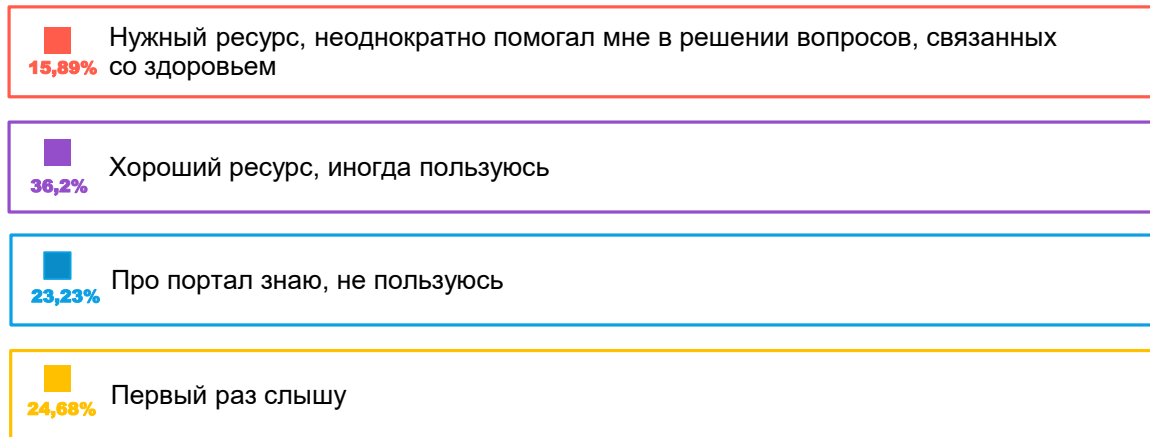 Нужный ресурс, неоднократно помогал мне в решении вопросов, связанных
15,89% со здоровьем
Хороший ресурс, иногда пользуюсь
36,2%
Про портал знаю, не пользуюсь
23,23%
Первый раз слышу
24,68%